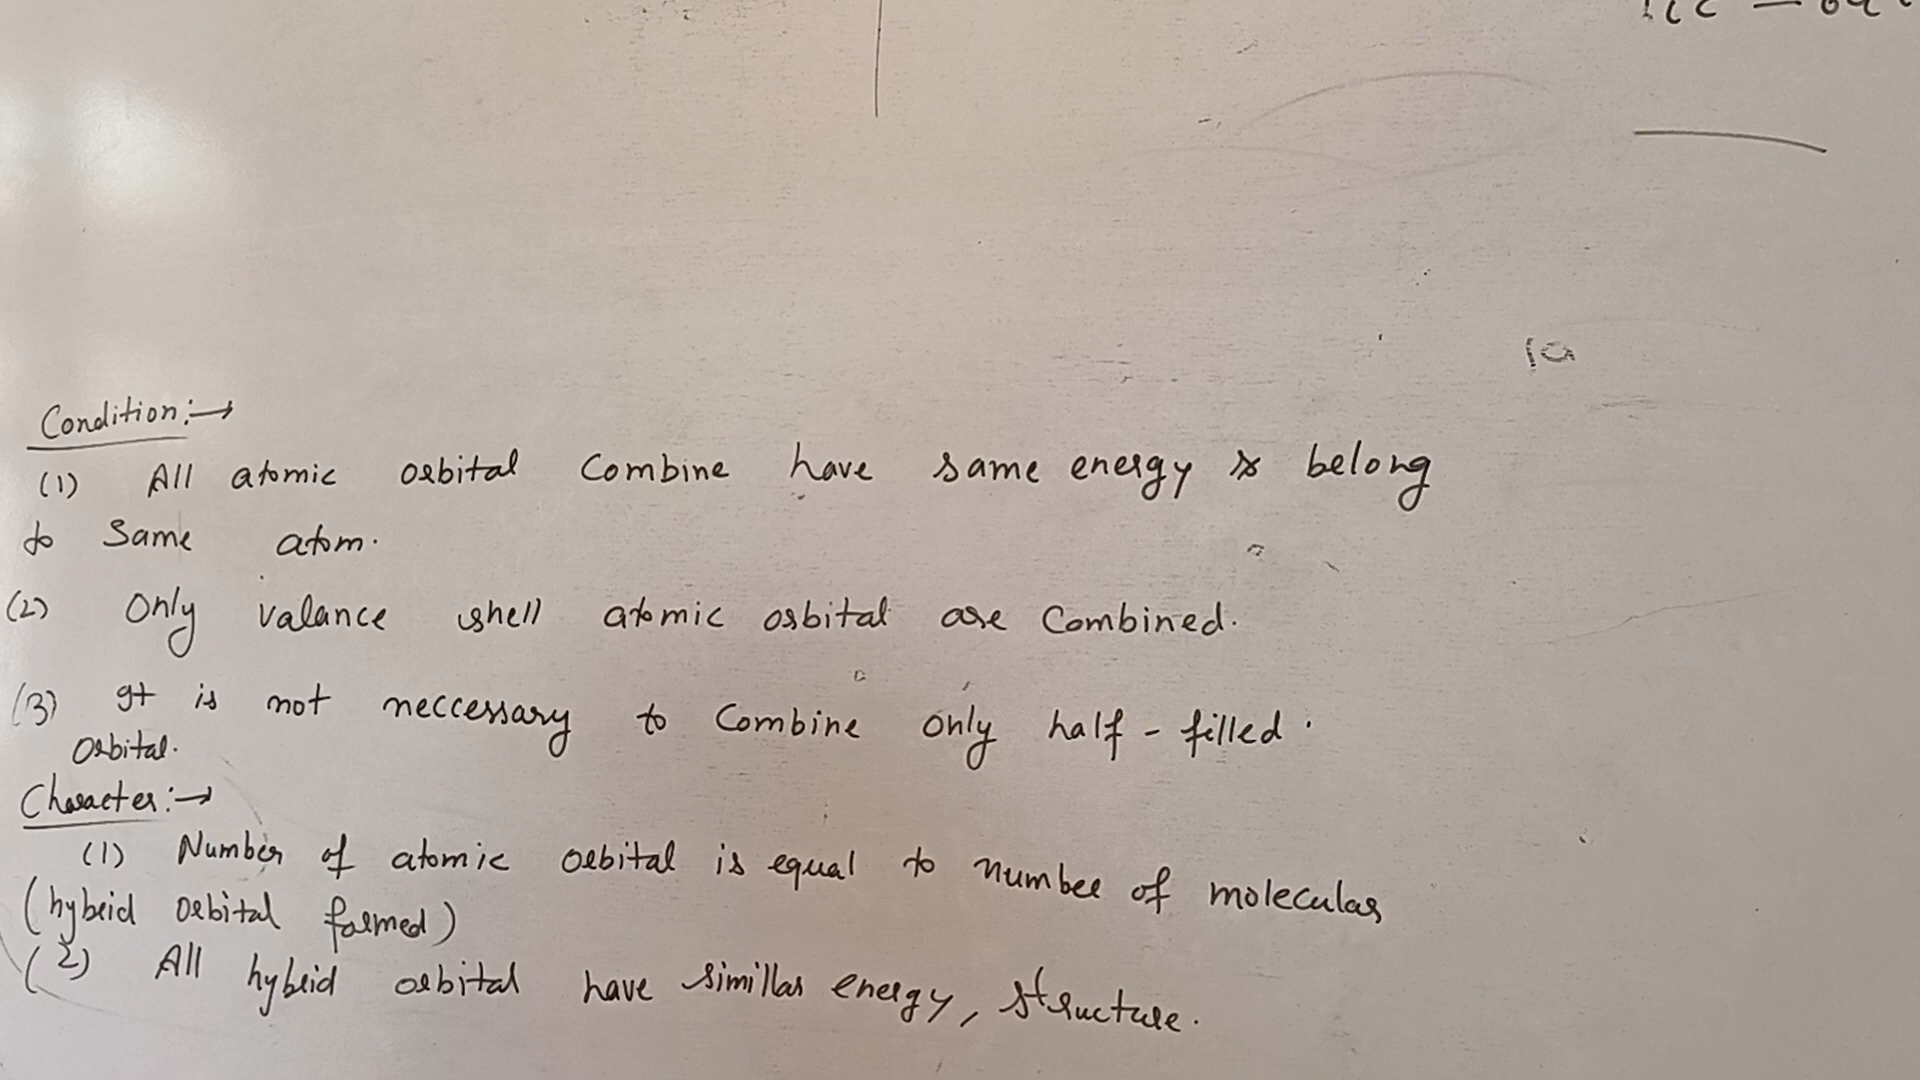 Condition:→
(1) All atomic orbital Combine have same energy & belong
to Same atom.
(2) Only valance shell atomic orbital are Combined.
(3) It is not neccessary to Combine only half-filled.
Orbital.
Character:→
(1) Number of atomic orbital is equal to number of molecular
(hybrid orbital formed)
(2) All hybrid orbital have simillar energy, structure.